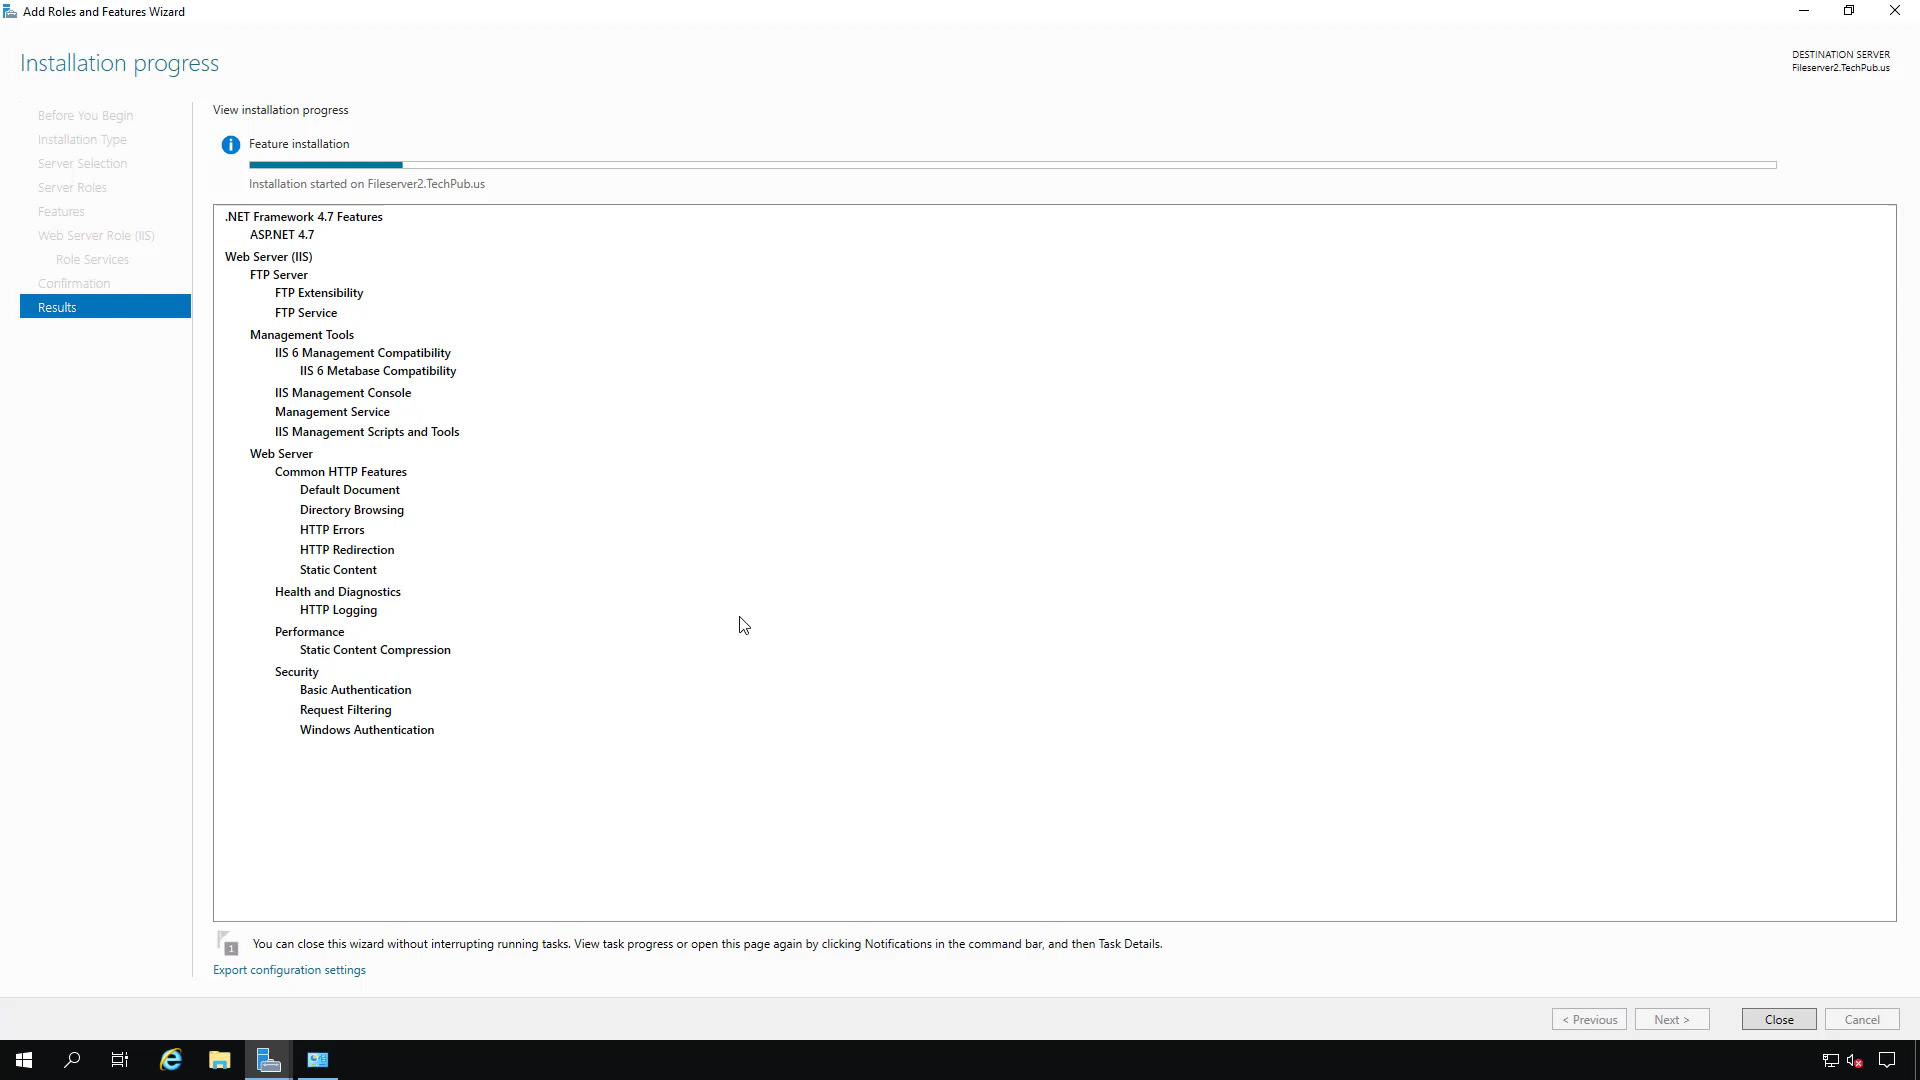 Add Roles and Features Wizard
Installation progress
DESTINATION SERVER
Fileserver2.TechPub.us
Before You Begin
Installation Type
Server Selection
Server Roles
Features
Web Server Role (IIS)
Role Services
Confirmation
Results
View installation progress
Feature installation
Installation started on Fileserver2.TechPub.us
.NET Framework 4.7 Features
ASP.NET 4.7
Web Server (IIS)
FTP Server
FTP Extensibility
FTP Service
Management Tools
IIS 6 Management Compatibility
IIS 6 Metabase Compatibility
IIS Management Console
Management Service
IIS Management Scripts and Tools
Web Server
Common HTTP Features
Default Document
Directory Browsing
HTTP Errors
HTTP Redirection
Static Content
Health and Diagnostics
HTTP Logging
Performance
Static Content Compression
Security
Basic Authentication
Request Filtering
Windows Authentication
1
You can close this wizard without interrupting running tasks. View task progress or open this page again by clicking Notifications in the command bar, and then Task Details.
Export configuration settings
< Previous
Next >
Close
Cancel